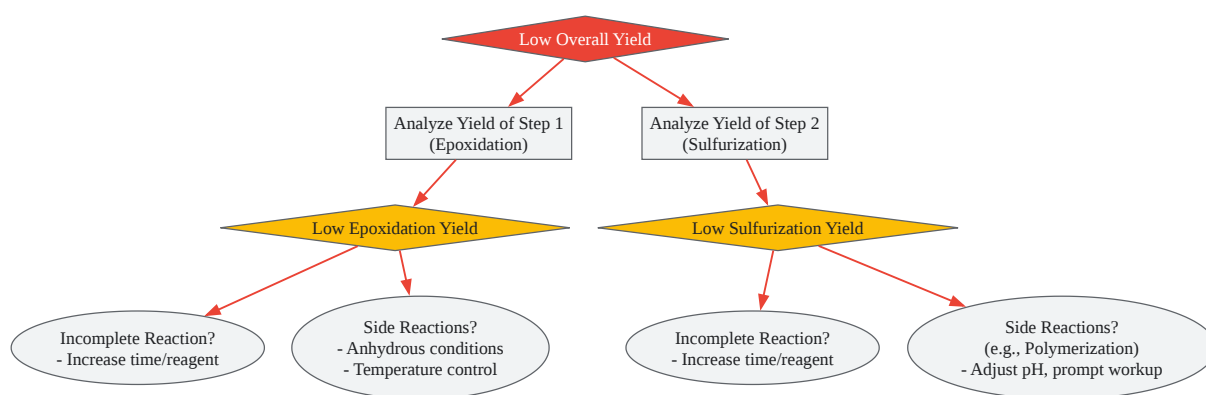 Low Overall Yield
Analyze Yield of Step 1
(Epoxidation)
Analyze Yield of Step 2
(Sulfurization)
Low Epoxidation Yield
Low Sulfurization Yield
Incomplete Reaction?
- Increase time/reagent
Side Reactions?
- Anhydrous conditions
- Temperature control
Incomplete Reaction?
- Increase time/reagent
Side Reactions?
(e.g., Polymerization)
- Adjust pH, prompt workup